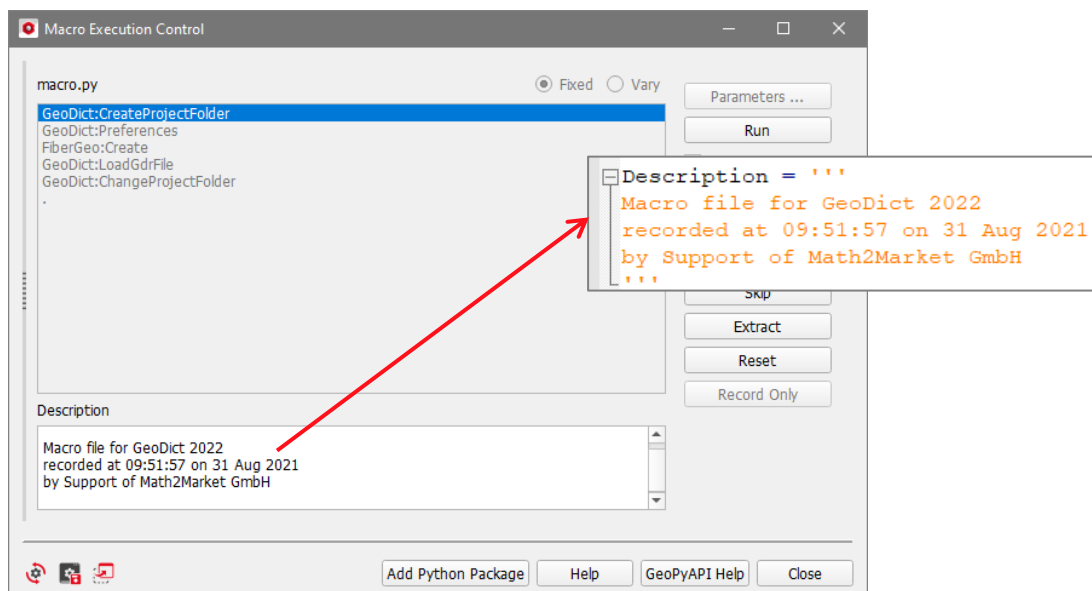 Macro Execution Control
macro.py
Fixed
Vary
Parameters ...
GeoDict:CreateProjectFolder
GeoDict:Preferences
FiberGeo:Create
GeoDict:LoadGdrFile
GeoDict:ChangeProjectFolder
.
Run
Description = '''
Macro file for GeoDict 2022
recorded at 09:51:57 on 31 Aug 2021
by Support of Math2Market GmbH
'''
Skip
Extract
Reset
Record Only
Description
Macro file for GeoDict 2022
recorded at 09:51:57 on 31 Aug 2021
by Support of Math2Market GmbH
Add Python Package
Help
GeoPyAPI Help
Close